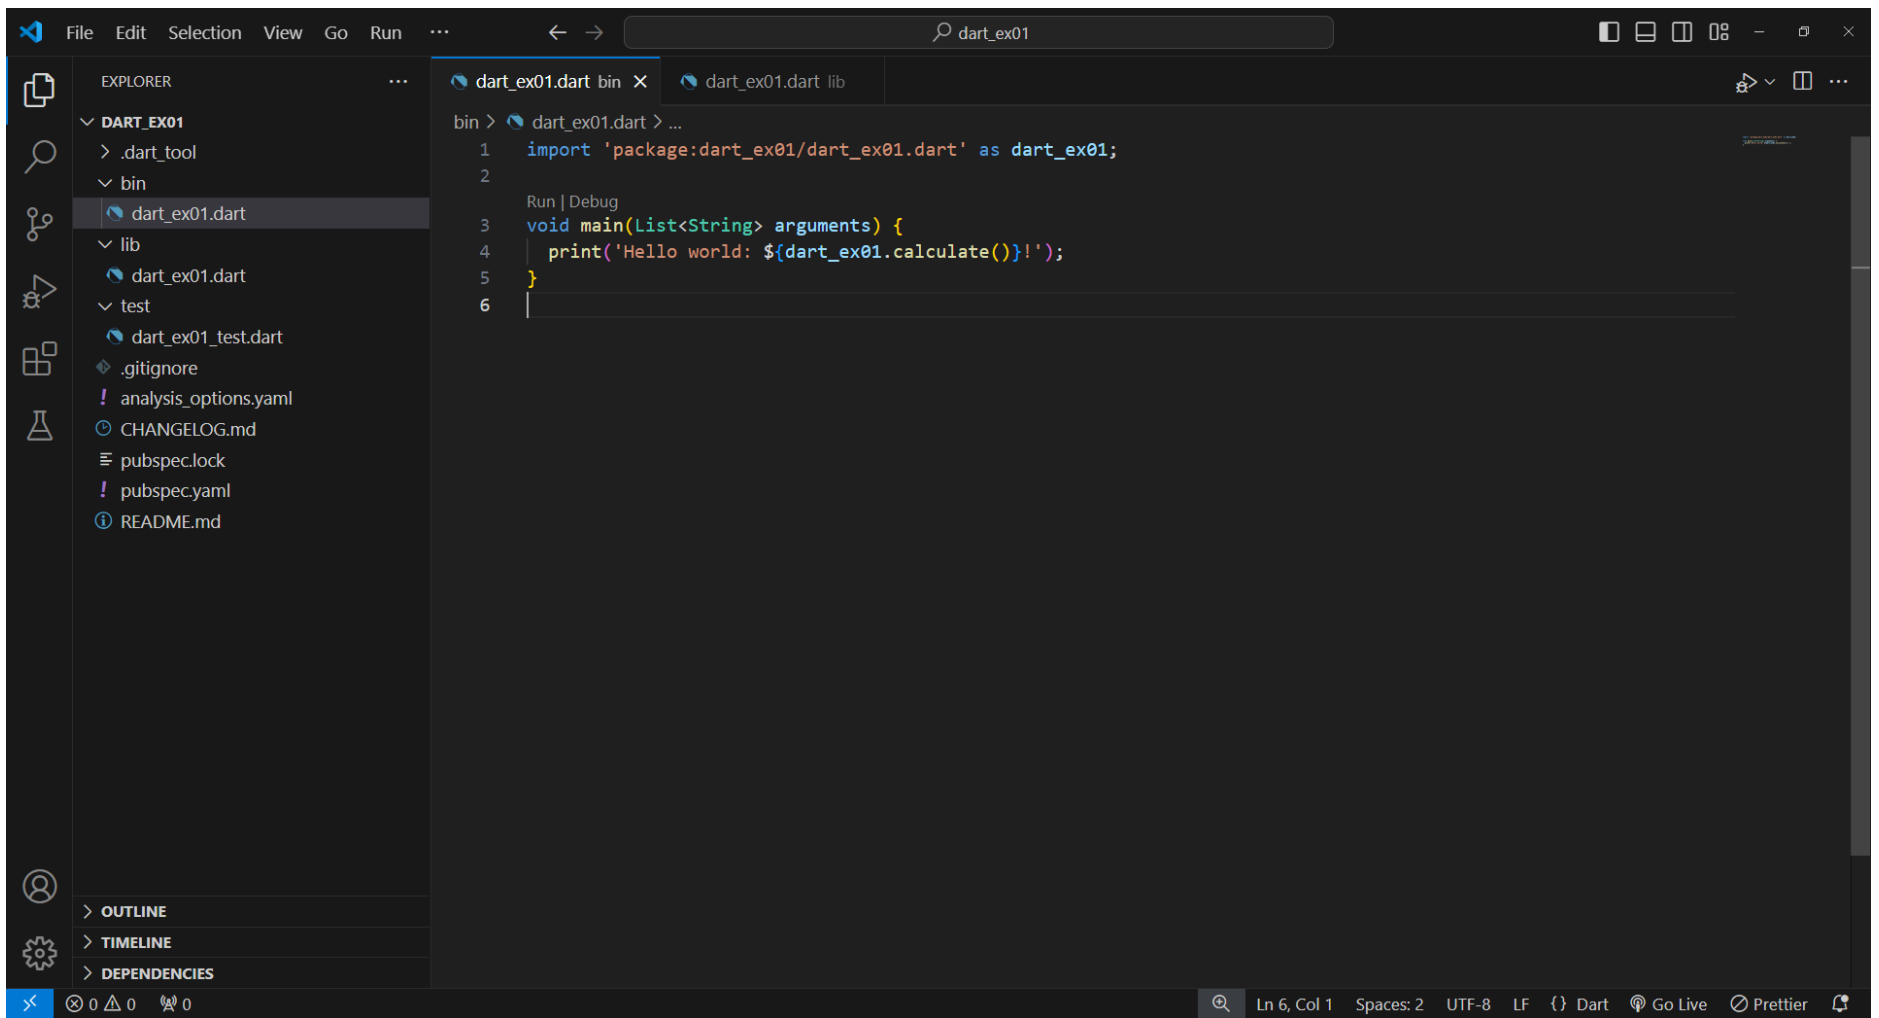 File Edit Selection View Go Run ··· ← → dart_ex01
EXPLORER ···
DART_EX01
.dart_tool
bin
dart_ex01.dart
lib
dart_ex01.dart
test
dart_ex01_test.dart
.gitignore
! analysis_options.yaml
CHANGELOG.md
pubspec.lock
! pubspec.yaml
README.md
OUTLINE
TIMELINE
DEPENDENCIES
dart_ex01.dart bin × dart_ex01.dart lib
bin > dart_ex01.dart > ...
1 import 'package:dart_ex01/dart_ex01.dart' as dart_ex01;
2
Run | Debug
3 void main(List<String> arguments) {
4 print('Hello world: ${dart_ex01.calculate()}!');
5 }
6
0 0 0 Ln 6, Col 1 Spaces: 2 UTF-8 LF {} Dart Go Live Prettier